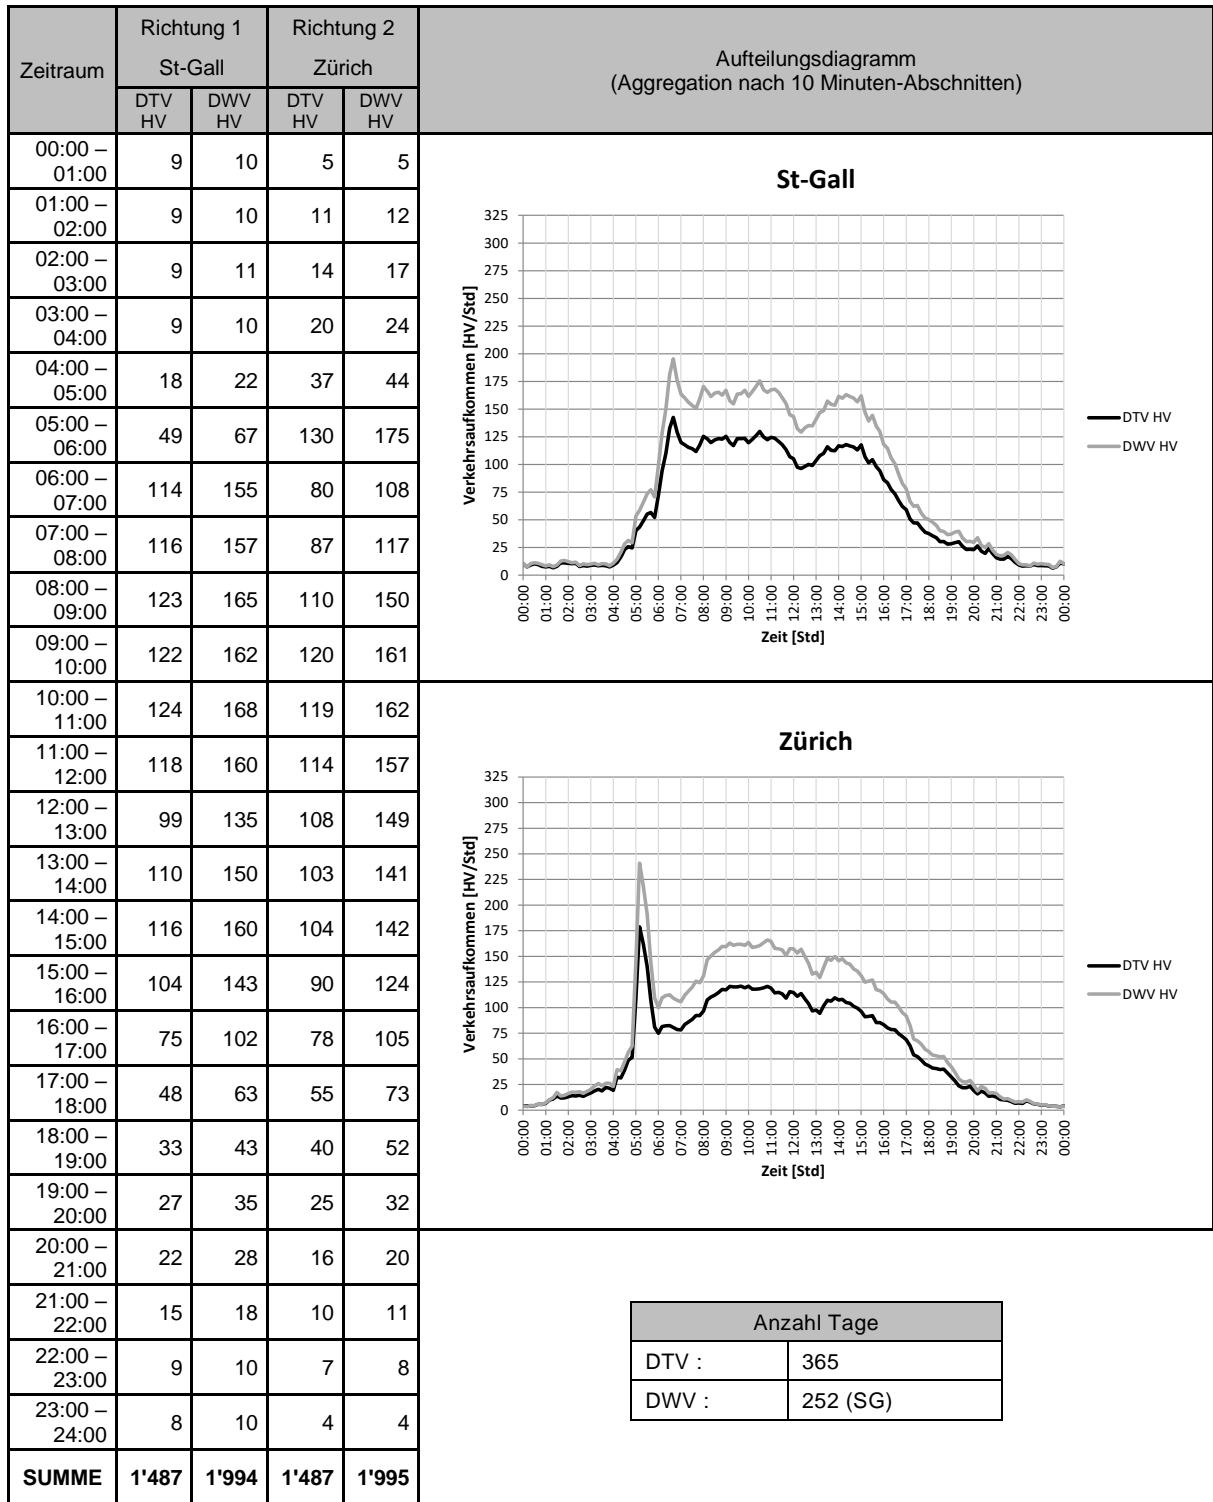 Zeitraum
Richtung 1
St-Gall
Richtung 2
Zürich
Aufteilungsdiagramm
(Aggregation nach 10 Minuten-Abschnitten)
DTV HV
DWV HV
DTV HV
DWV HV
00:00 – 01:00 9 10 5 5
01:00 – 02:00 9 10 11 12
02:00 – 03:00 9 11 14 17
03:00 – 04:00 9 10 20 24
04:00 – 05:00 18 22 37 44
05:00 – 06:00 49 67 130 175
06:00 – 07:00 114 155 80 108
07:00 – 08:00 116 157 87 117
08:00 – 09:00 123 165 110 150
09:00 – 10:00 122 162 120 161
10:00 – 11:00 124 168 119 162
11:00 – 12:00 118 160 114 157
12:00 – 13:00 99 135 108 149
13:00 – 14:00 110 150 103 141
14:00 – 15:00 116 160 104 142
15:00 – 16:00 104 143 90 124
16:00 – 17:00 75 102 78 105
17:00 – 18:00 48 63 55 73
18:00 – 19:00 33 43 40 52
19:00 – 20:00 27 35 25 32
20:00 – 21:00 22 28 16 20
21:00 – 22:00 15 18 10 11
22:00 – 23:00 9 10 7 8
23:00 – 24:00 8 10 4 4
SUMME 1'487 1'994 1'487 1'995
St-Gall
Verkehrsaufkommen [HV/Std]
325
300
275
250
225
200
175
150
125
100
75
50
25
0
00:00 01:00 02:00 03:00 04:00 05:00 06:00 07:00 08:00 09:00 10:00 11:00 12:00 13:00 14:00 15:00 16:00 17:00 18:00 19:00 20:00 21:00 22:00 23:00 00:00
Zeit [Std]
DTV HV
DWV HV
Zürich
Verkehrsaufkommen [HV/Std]
325
300
275
250
225
200
175
150
125
100
75
50
25
0
00:00 01:00 02:00 03:00 04:00 05:00 06:00 07:00 08:00 09:00 10:00 11:00 12:00 13:00 14:00 15:00 16:00 17:00 18:00 19:00 20:00 21:00 22:00 23:00 00:00
Zeit [Std]
DTV HV
DWV HV
Anzahl Tage
DTV : 365
DWV : 252 (SG)